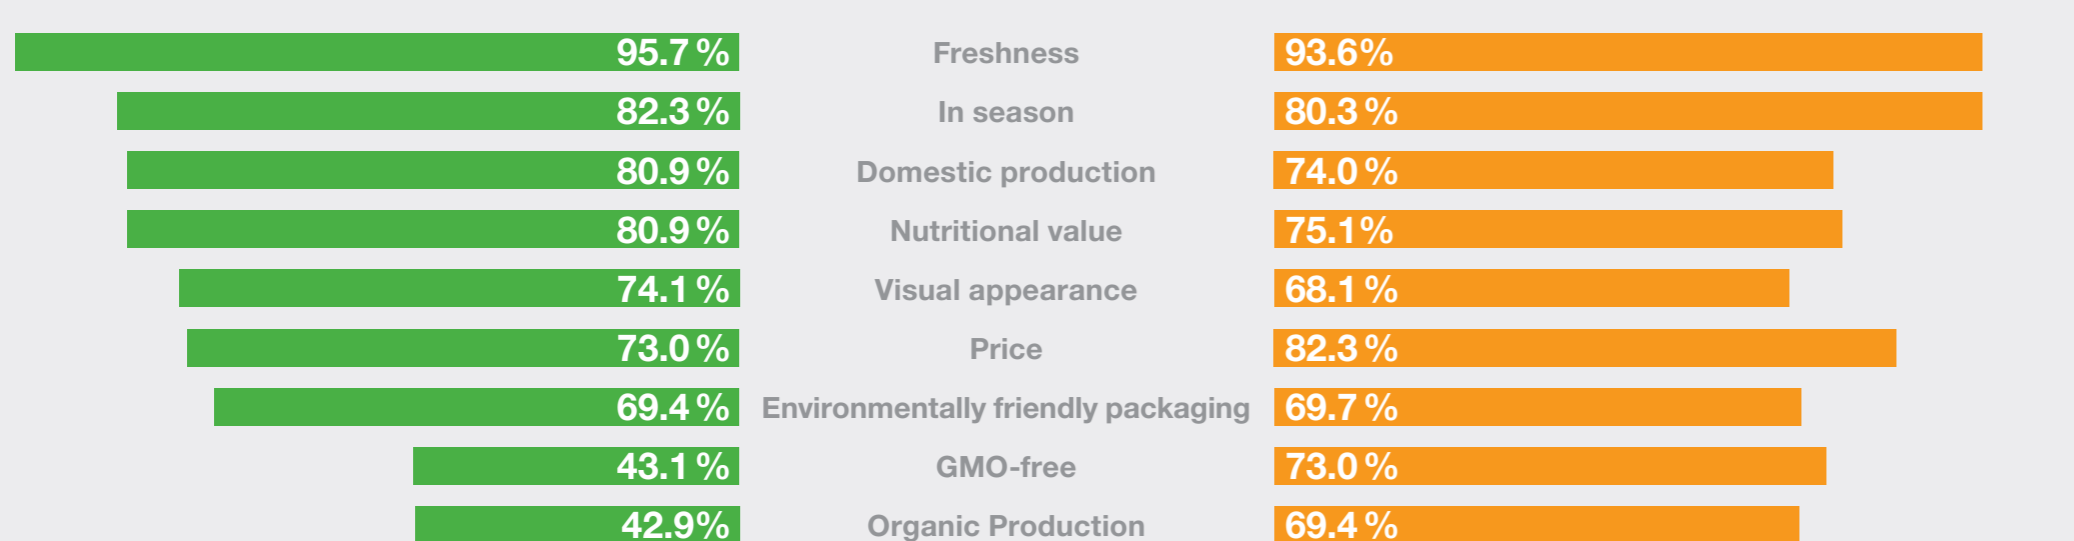 95.7 % Freshness 93.6%
82.3 % In season 80.3 %
80.9 % Domestic production 74.0 %
80.9 % Nutritional value 75.1%
74.1 % Visual appearance 68.1 %
73.0 % Price 82.3 %
69.4 % Environmentally friendly packaging 69.7 %
43.1 % GMO-free 73.0 %
42.9% Organic Production 69.4 %